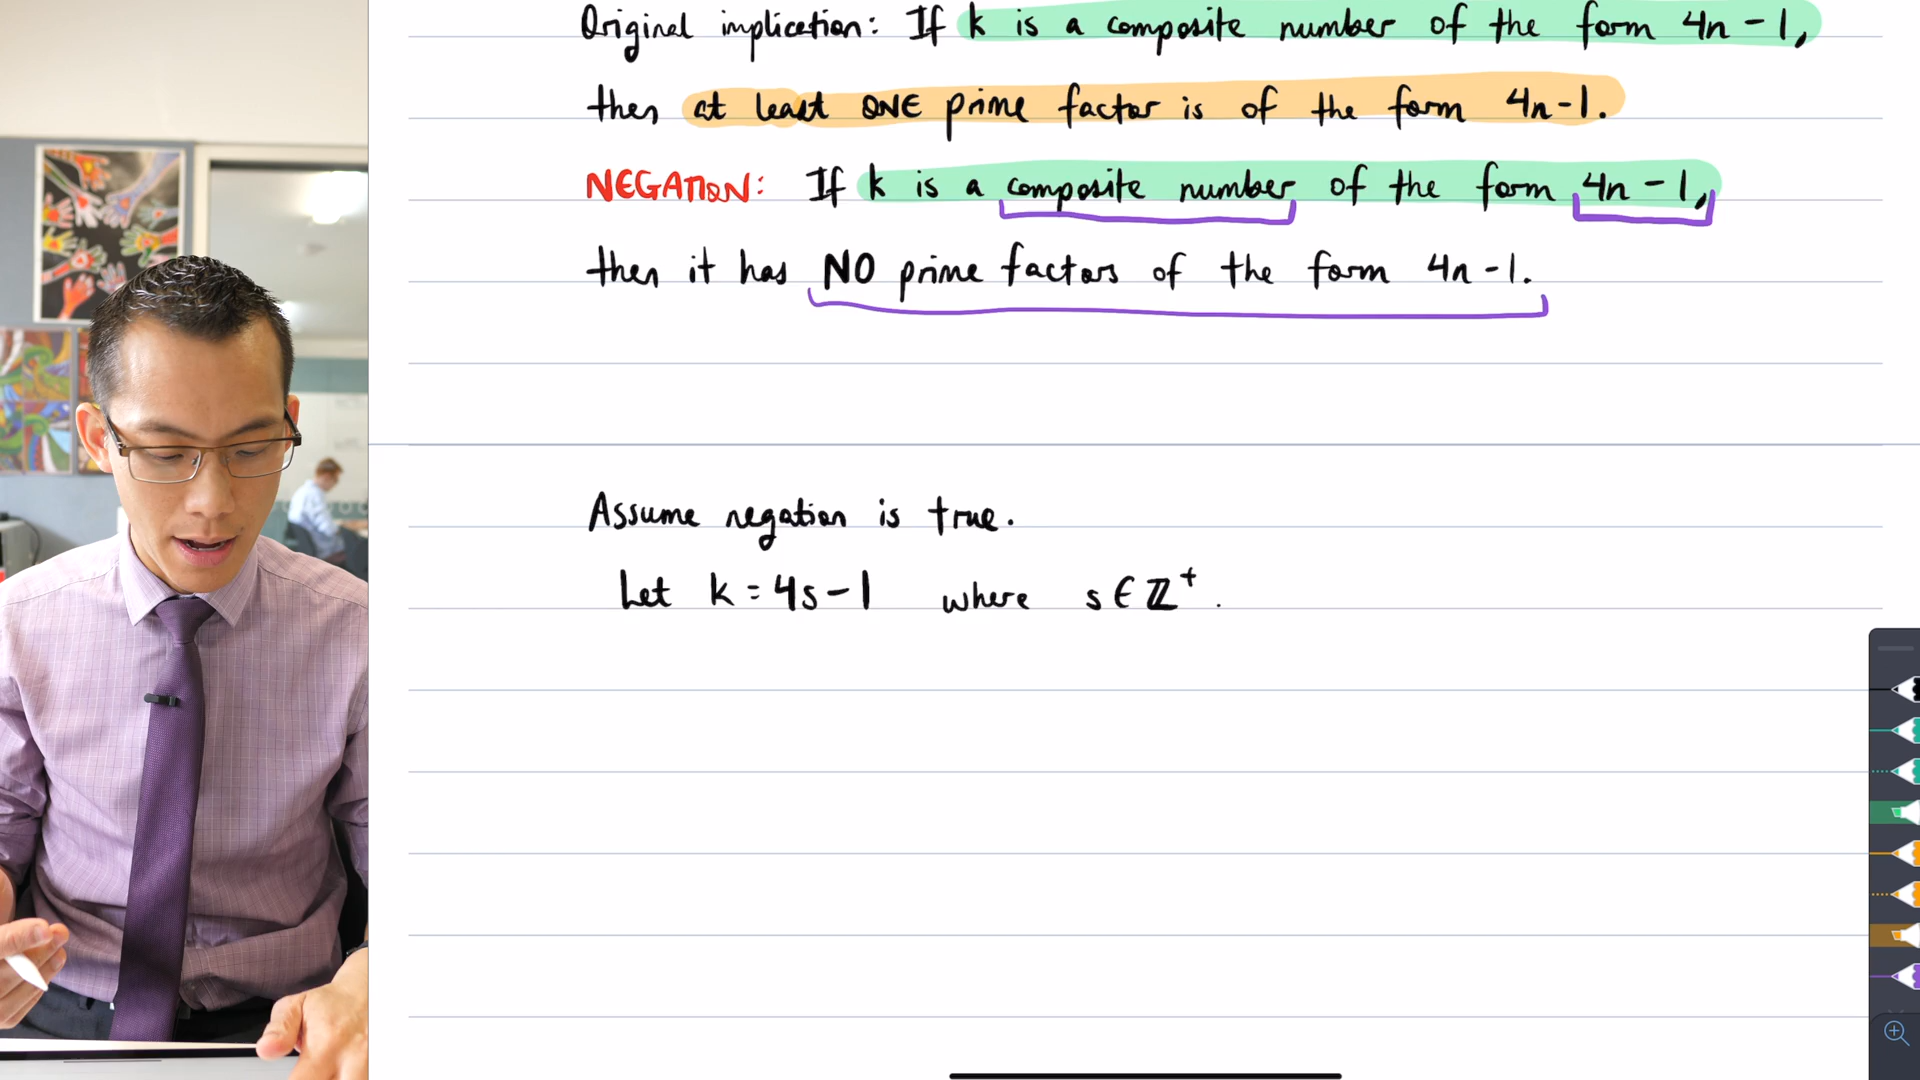 Original implication: If k is a composite number of the form 4n - 1,
then at least ONE prime factor is of the form 4n-1.
NEGATION: If k is a composite number of the form 4n - 1,
then it has NO prime factors of the form 4n - 1.
Assume negation is true.
Let k = 4s - 1 where s ∈ ℤ⁺.